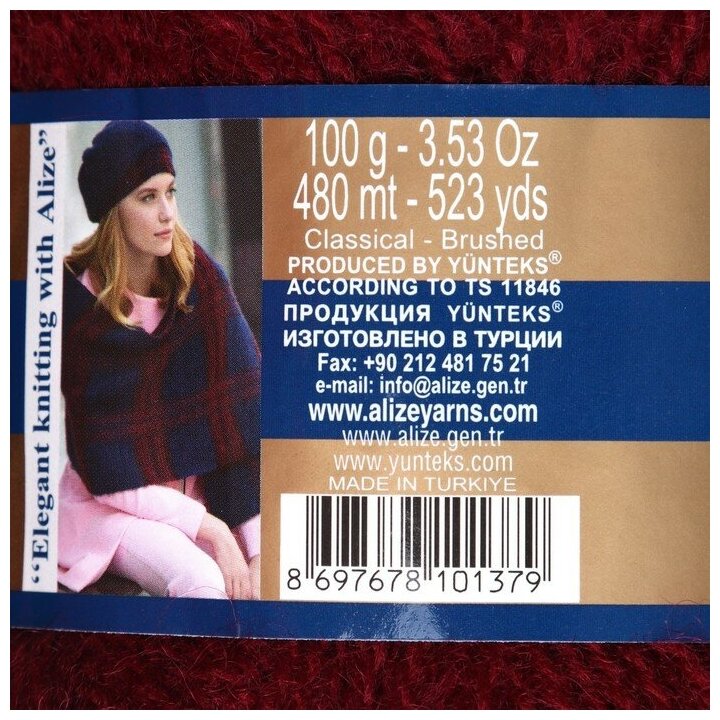 "Elegant knitting with Alize"
100 g - 3.53 Oz
480 mt - 523 yds
Classical - Brushed
PRODUCED BY YÜNTEKS®
ACCORDING TO TS 11846
ПРОДУКЦИЯ YÜNTEKS®
ИЗГОТОВЛЕНО В ТУРЦИИ
Fax: +90 212 481 75 21
e-mail: info@alize.gen.tr
www.alizeyarns.com
www.alize.gen.tr
www.yunteks.com
MADE IN TURKIYE
8 697678 101379